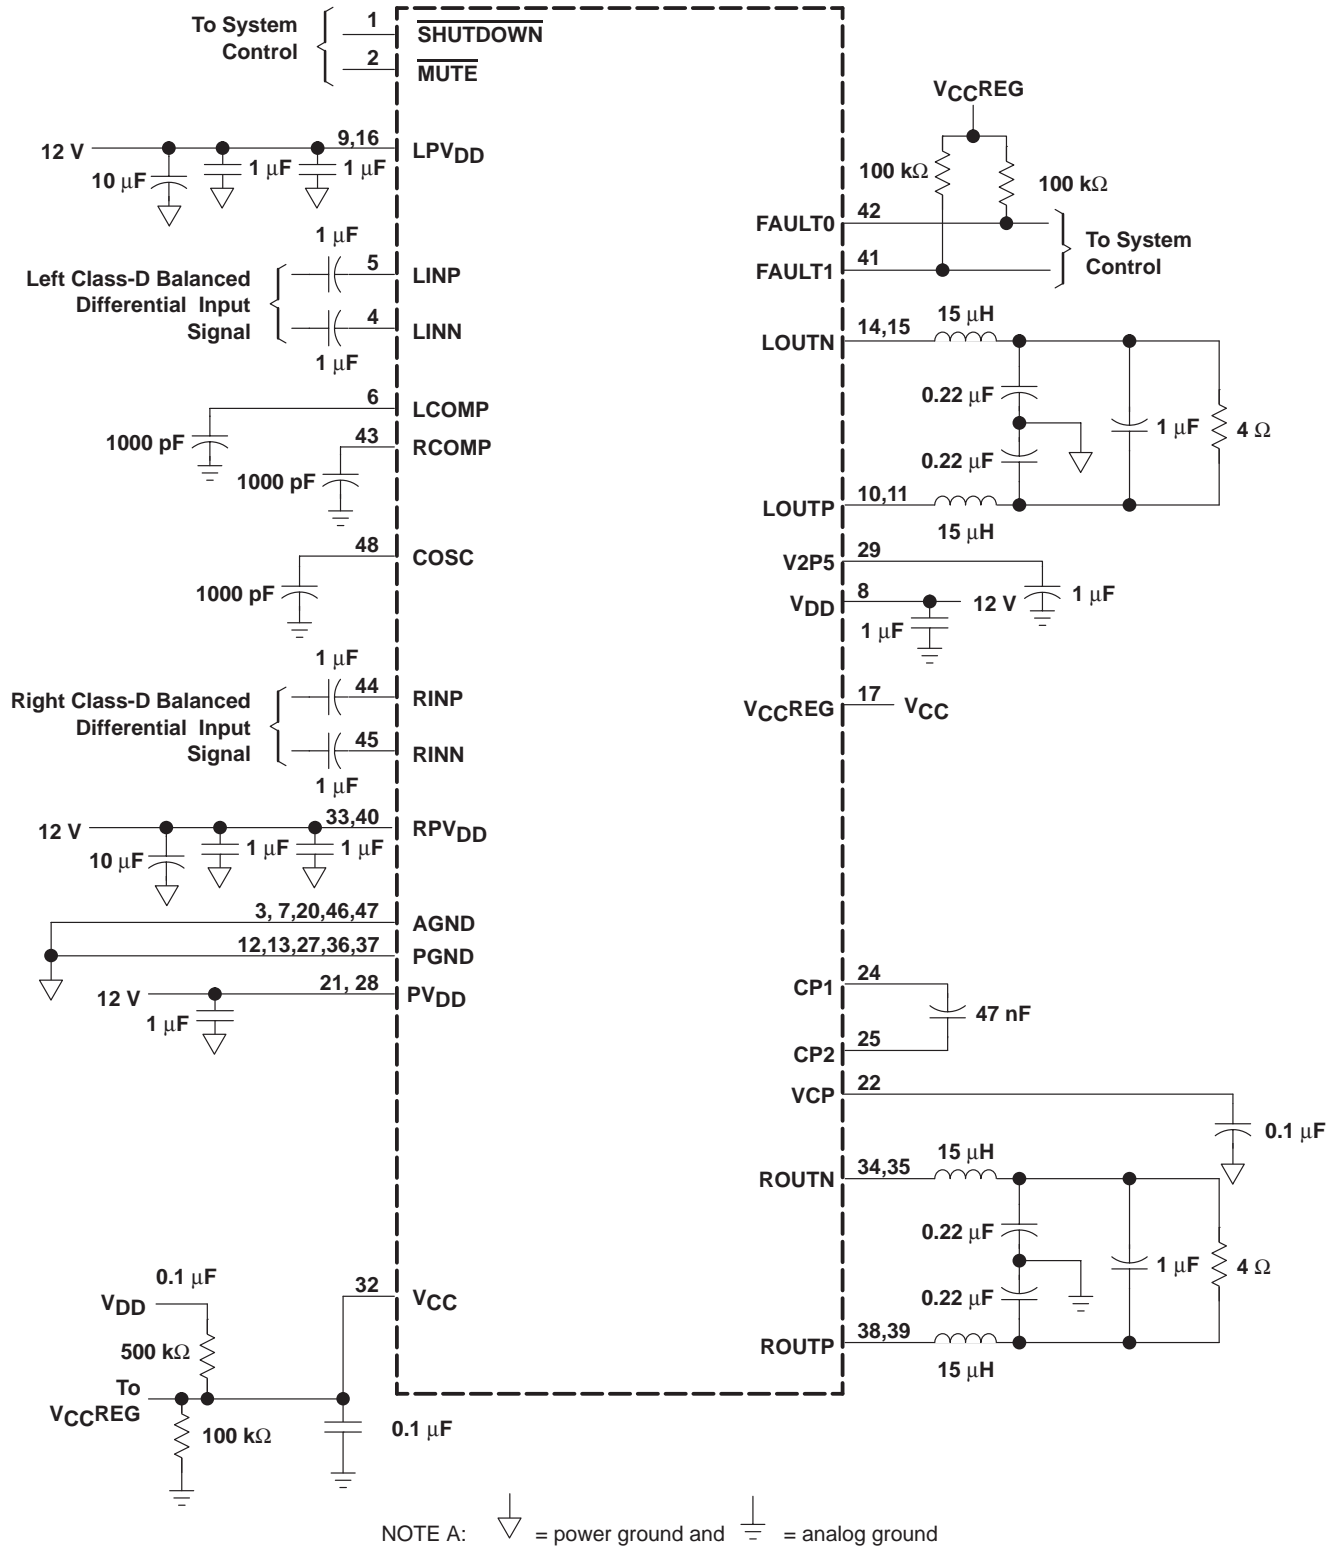 To System
Control
1
SHUTDOWN
2
MUTE
12 V
9,16
LPVDD
10 μF
1 μF
1 μF
1 μF
Left Class-D Balanced
Differential Input
Signal
5
LINP
4
LINN
1 μF
6
LCOMP
1000 pF
43
RCOMP
1000 pF
48
COSC
1000 pF
1 μF
Right Class-D Balanced
Differential Input
Signal
44
RINP
45
RINN
1 μF
12 V
33,40
RPVDD
10 μF
1 μF
1 μF
3, 7,20,46,47
AGND
12,13,27,36,37
PGND
12 V
21, 28
PVDD
1 μF
0.1 μF
VDD
32
VCC
500 kΩ
To
VCCREG
100 kΩ
0.1 μF
VCCREG
100 kΩ
100 kΩ
FAULT0
42
FAULT1
41
To System
Control
15 μH
LOUTN
14,15
0.22 μF
0.22 μF
1 μF
4 Ω
LOUTP
10,11
15 μH
V2P5
29
1 μF
VDD
8
12 V
1 μF
VCCREG
17
VCC
CP1
24
47 nF
CP2
25
VCP
22
0.1 μF
15 μH
ROUTN
34,35
0.22 μF
0.22 μF
1 μF
4 Ω
ROUTP
38,39
15 μH
NOTE A: = power ground and = analog ground